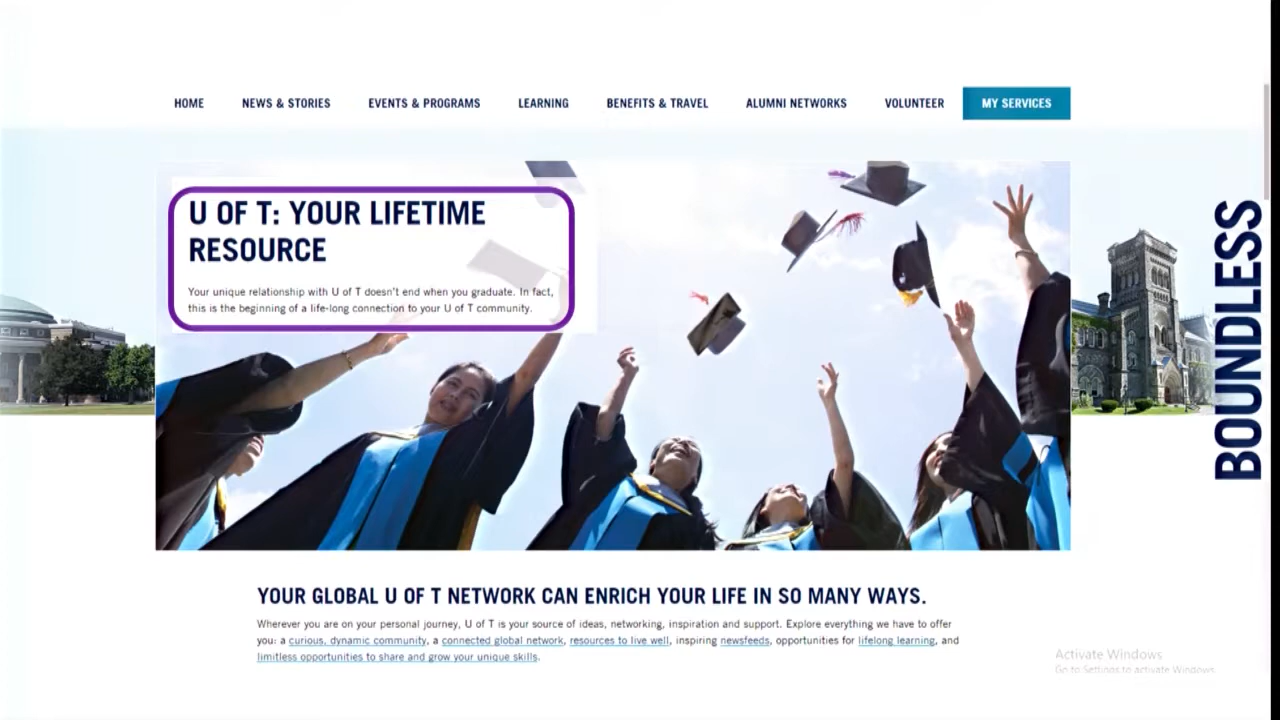 HOME NEWS & STORIES EVENTS & PROGRAMS LEARNING BENEFITS & TRAVEL ALUMNI NETWORKS VOLUNTEER MY SERVICES
U OF T: YOUR LIFETIME
RESOURCE
Your unique relationship with U of T doesn't end when you graduate. In fact,
this is the beginning of a life-long connection to your U of T community.
BOUNDLESS
YOUR GLOBAL U OF T NETWORK CAN ENRICH YOUR LIFE IN SO MANY WAYS.
Wherever you are on your personal journey, U of T is your source of ideas, networking, inspiration and support. Explore everything we have to offer
you: a curious, dynamic community, a connected global network, resources to live well, inspiring newsfeeds, opportunities for lifelong learning, and
limitless opportunities to share and grow your unique skills.
Activate Windows
Go to Settings to activate Windows.